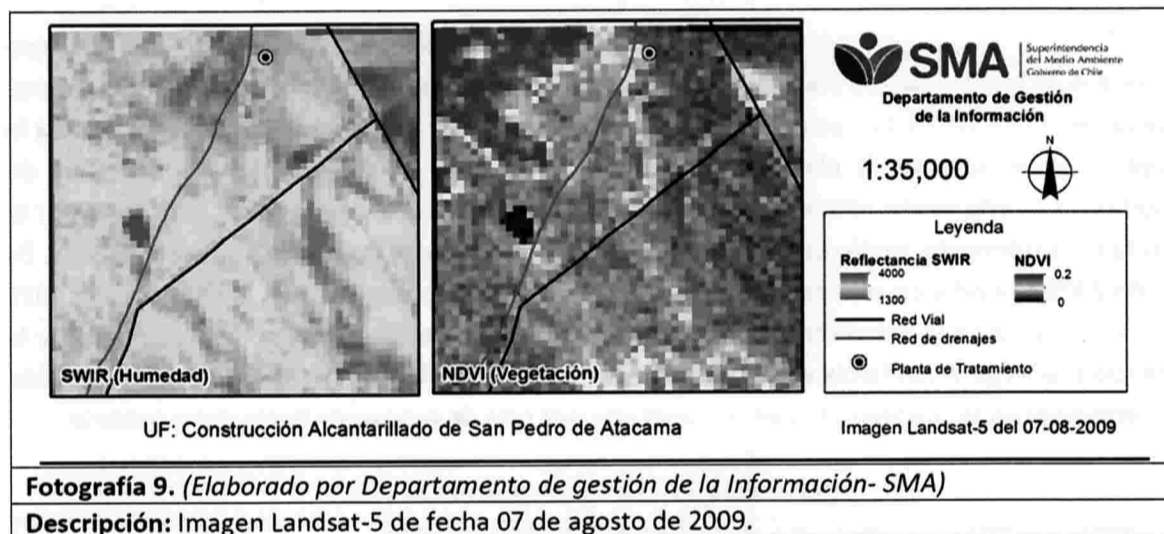 SWIR (Humedad)
NDVI (Vegetación)
UF: Construcción Alcantarillado de San Pedro de Atacama
SMA
Superintendencia
del Medio Ambiente
Gobierno de Chile
Departamento de Gestión
de la Información
N
1:35,000
Leyenda
Reflectancia SWIR
4000
1300
NDVI
0.2
0
Red Vial
Red de drenajes
Planta de Tratamiento
Imagen Landsat-5 del 07-08-2009
Fotografía 9. (Elaborado por Departamento de gestión de la Información- SMA)
Descripción: Imagen Landsat-5 de fecha 07 de agosto de 2009.